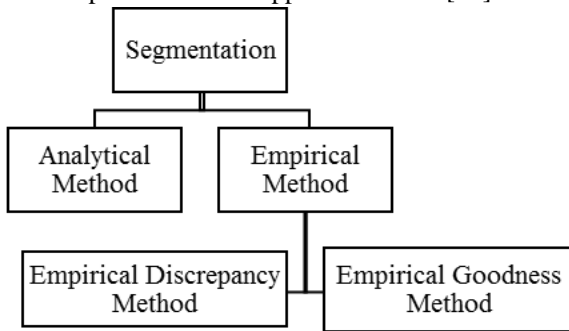 Segmentation
Analytical
Method
Empirical
Method
Empirical Discrepancy
Method
Empirical Goodness
Method